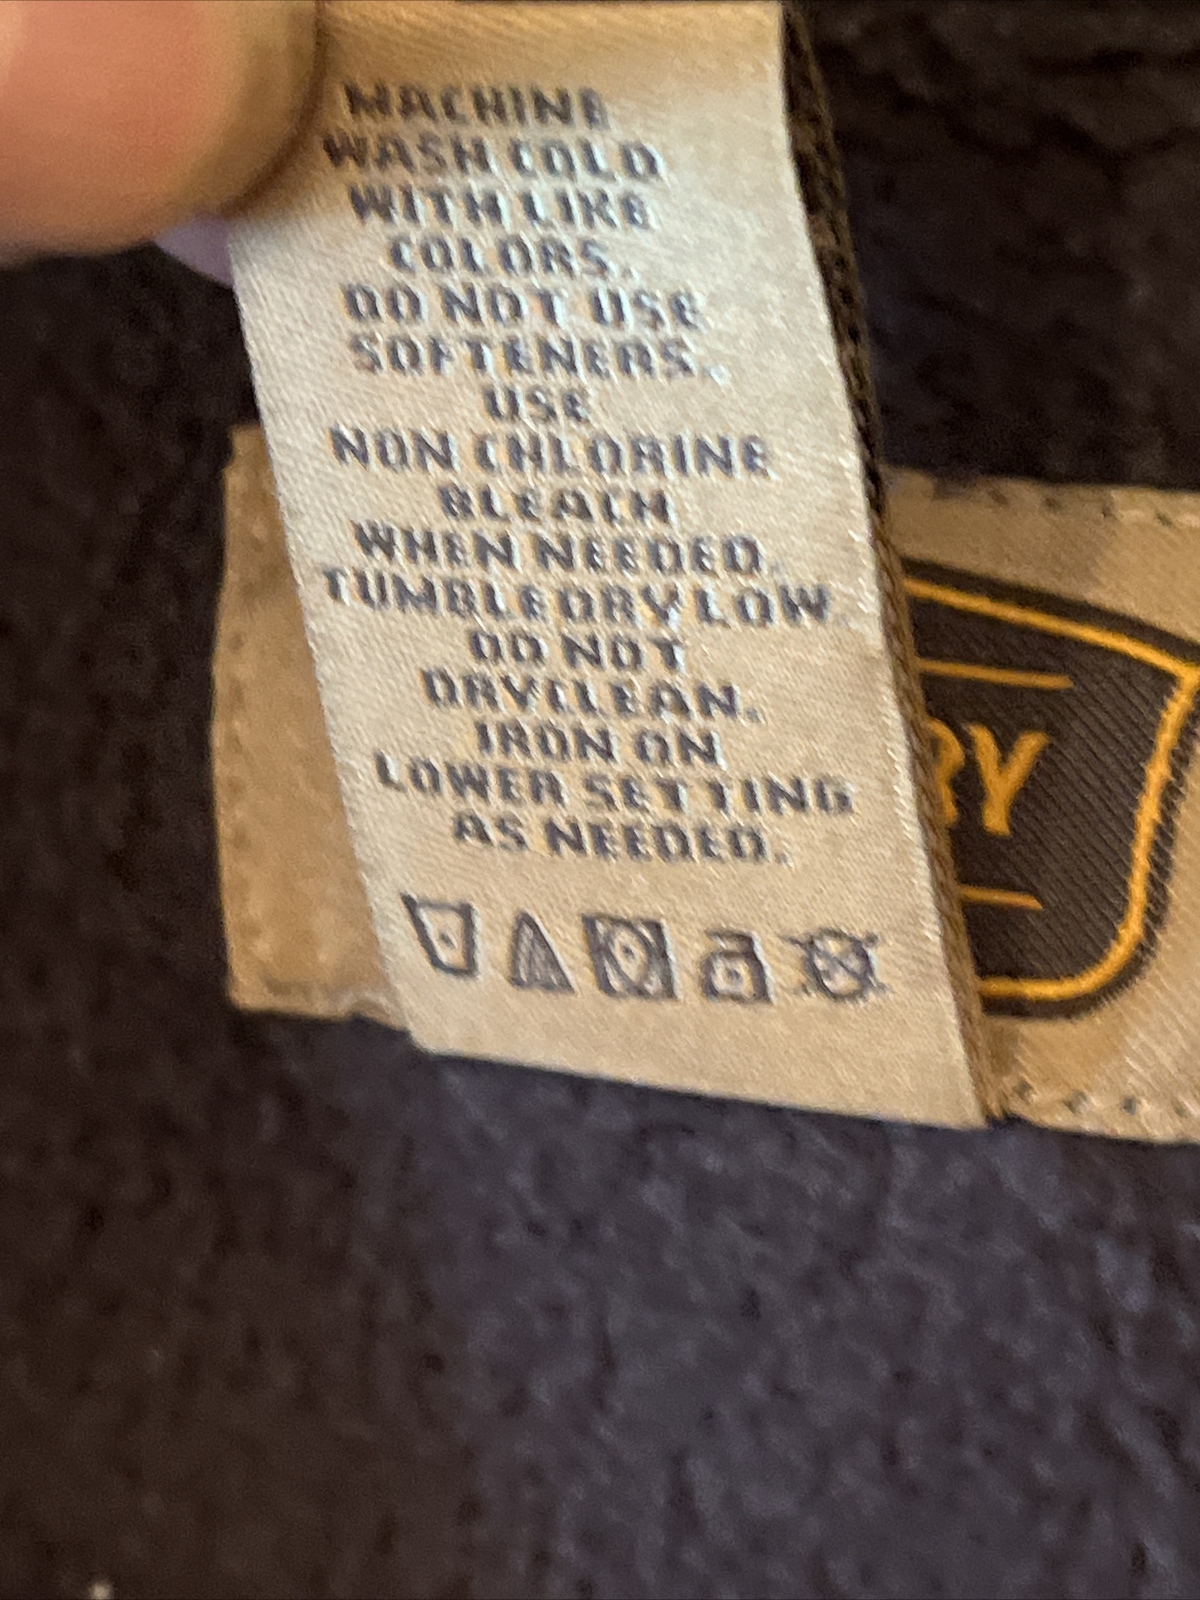 MACHINE
WASH COLD
WITH LIKE
COLORS.
DO NOT USE
SOFTENERS.
USE
NON CHLORINE
BLEACH
WHEN NEEDED.
TUMBLE DRY LOW
DO NOT
DRYCLEAN.
IRON ON
LOWER SETTING
AS NEEDED.
RY